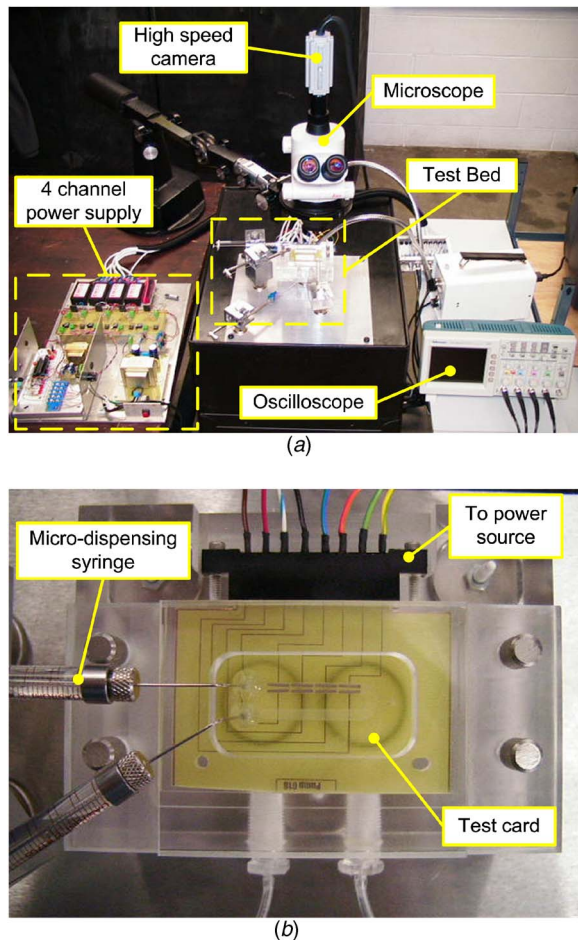 High speed
camera
Microscope
Test Bed
4 channel
power supply
Oscilloscope
(a)
Micro-dispensing
syringe
To power
source
Test card
Pump 016
(b)